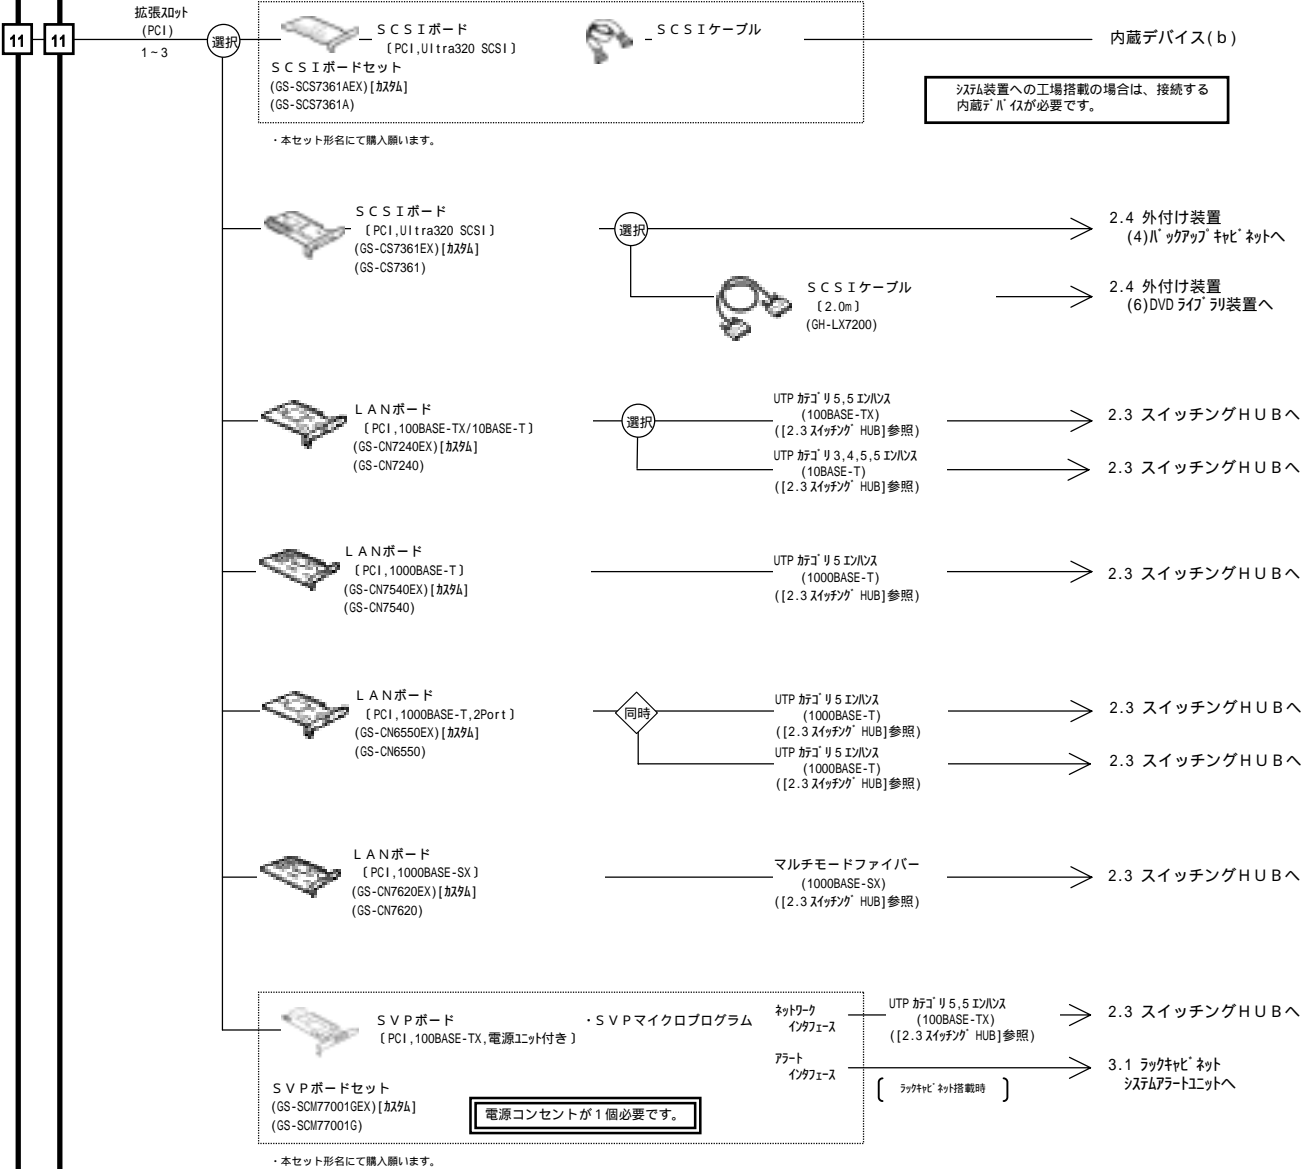 11
11
拡張スロット
(PCI)
1~3
選択
SCSIボード
〔PCI,Ultra320 SCSI〕
SCSIケーブル
内蔵デバイス(b)
SCSIボードセット
(GS-SCS7361AEX)[カスタム]
(GS-SCS7361A)
システム装置への工場搭載の場合は、接続する
内蔵デバイスが必要です。
・本セット形名にて購入願います。
SCSIボード
〔PCI,Ultra320 SCSI〕
(GS-CS7361EX)[カスタム]
(GS-CS7361)
選択
2.4 外付け装置
(4)バックアップキャビネットへ
SCSIケーブル
〔2.0m〕
(GH-LX7200)
2.4 外付け装置
(6)DVDライブラリ装置へ
LANボード
〔PCI,100BASE-TX/10BASE-T〕
(GS-CN7240EX)[カスタム]
(GS-CN7240)
選択
UTP カテゴリ5,5エンハンス
(100BASE-TX)
([2.3スイッチング HUB]参照)
2.3 スイッチングHUBへ
UTP カテゴリ3,4,5,5エンハンス
(10BASE-T)
([2.3スイッチング HUB]参照)
2.3 スイッチングHUBへ
LANボード
〔PCI,1000BASE-T〕
(GS-CN7540EX)[カスタム]
(GS-CN7540)
UTP カテゴリ5エンハンス
(1000BASE-T)
([2.3スイッチング HUB]参照)
2.3 スイッチングHUBへ
LANボード
〔PCI,1000BASE-T,2Port〕
(GS-CN6550EX)[カスタム]
(GS-CN6550)
同時
UTP カテゴリ5エンハンス
(1000BASE-T)
([2.3スイッチング HUB]参照)
2.3 スイッチングHUBへ
UTP カテゴリ5エンハンス
(1000BASE-T)
([2.3スイッチング HUB]参照)
2.3 スイッチングHUBへ
LANボード
〔PCI,1000BASE-SX〕
(GS-CN7620EX)[カスタム]
(GS-CN7620)
マルチモードファイバー
(1000BASE-SX)
([2.3スイッチング HUB]参照)
2.3 スイッチングHUBへ
SVPボード
〔PCI,100BASE-TX,電源ユニット付き〕
・SVPマイクロプログラム
ネットワーク
インタフェース
UTP カテゴリ5,5エンハンス
(100BASE-TX)
([2.3スイッチング HUB]参照)
2.3 スイッチングHUBへ
アラート
インタフェース
〔ラックキャビネット搭載時〕
3.1 ラックキャビネット
システムアラートユニットへ
SVPボードセット
(GS-SCM77001GEX)[カスタム]
(GS-SCM77001G)
電源コンセントが1個必要です。
・本セット形名にて購入願います。